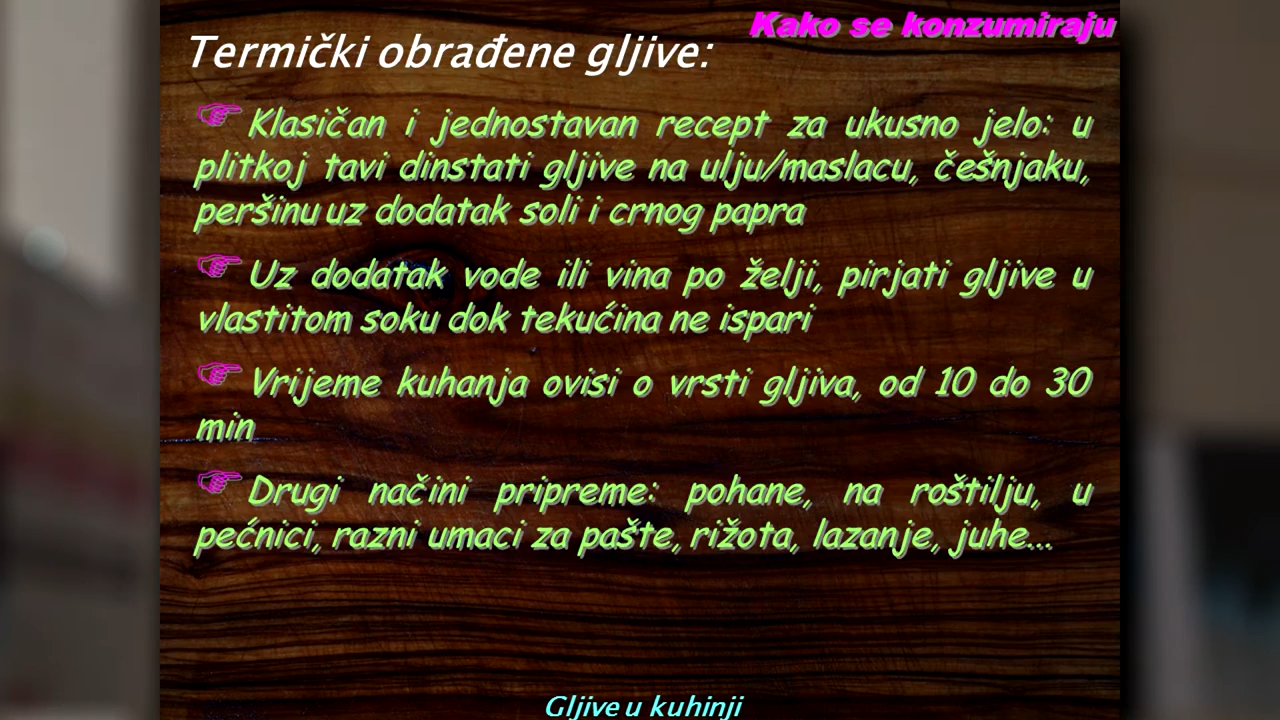 Kako se konzumiraju
Termički obrađene gljive:
Klasičan i jednostavan recept za ukusno jelo: u
plitkoj tavi dinstati gljive na ulju/maslacu, češnjaku,
peršinu uz dodatak soli i crnog papra
Uz dodatak vode ili vina po želji, pirjati gljive u
vlastitom soku dok tekućina ne ispari
Vrijeme kuhanja ovisi o vrsti gljiva, od 10 do 30
min
Drugi načini pripreme: pohane, na roštilju, u
pećnici, razni umaci za pašte, rižota, lazanje, juhe...
Gljive u kuhinji